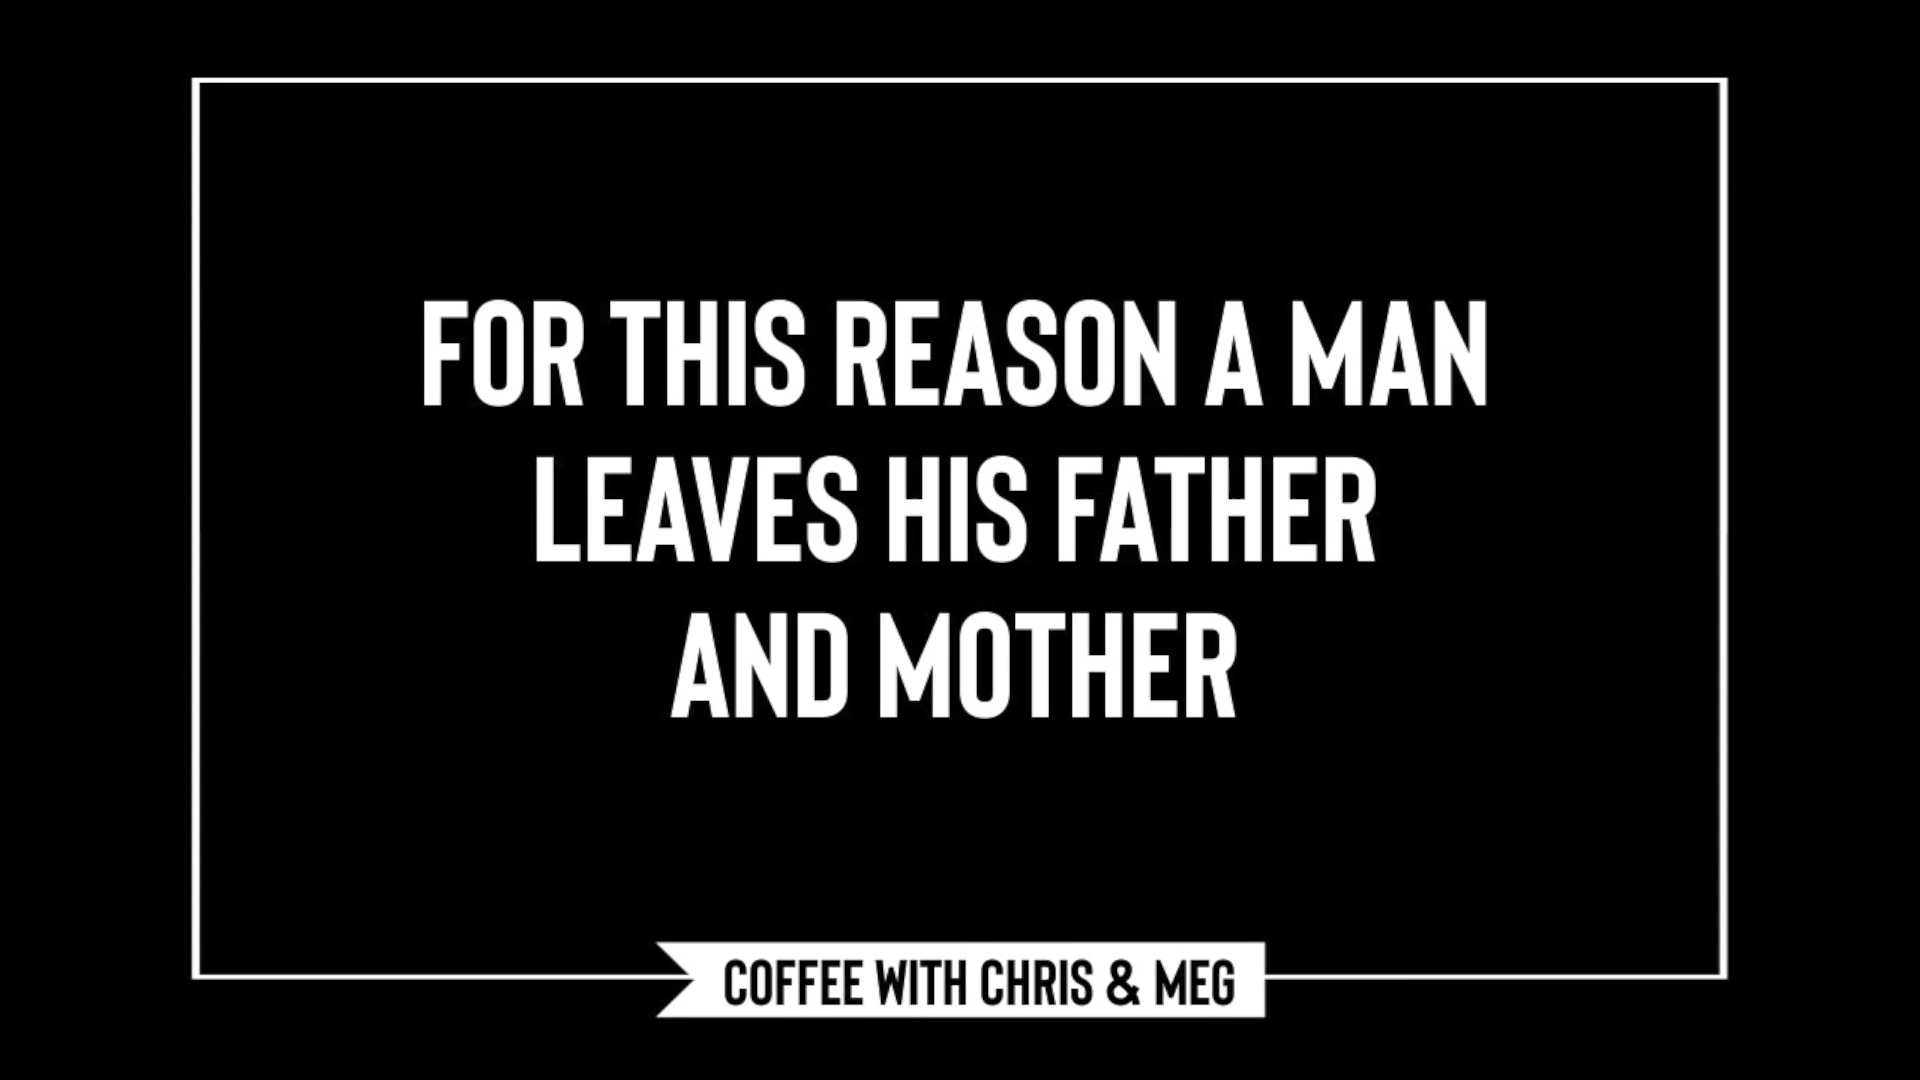 FOR THIS REASON A MAN
LEAVES HIS FATHER
AND MOTHER
COFFEE WITH CHRIS & MEG